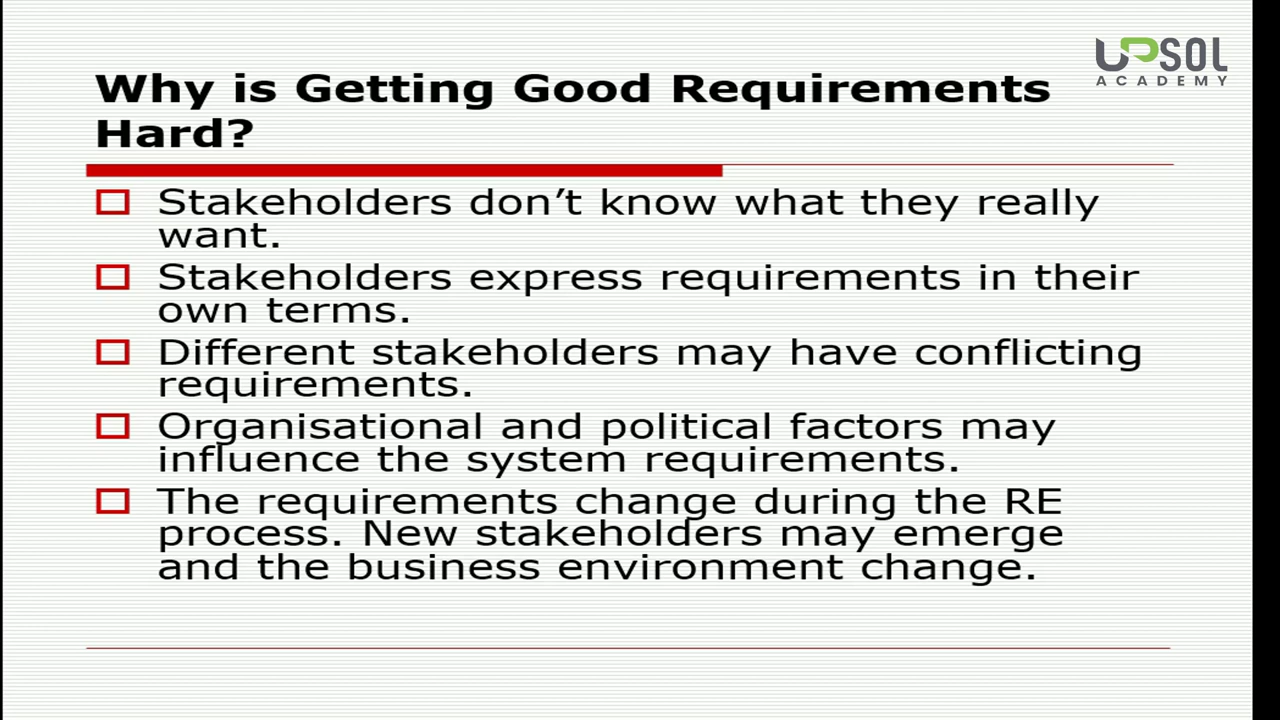 UPSOL
ACADEMY
Why is Getting Good Requirements
Hard?
Stakeholders don’t know what they really
want.
Stakeholders express requirements in their
own terms.
Different stakeholders may have conflicting
requirements.
Organisational and political factors may
influence the system requirements.
The requirements change during the RE
process. New stakeholders may emerge
and the business environment change.